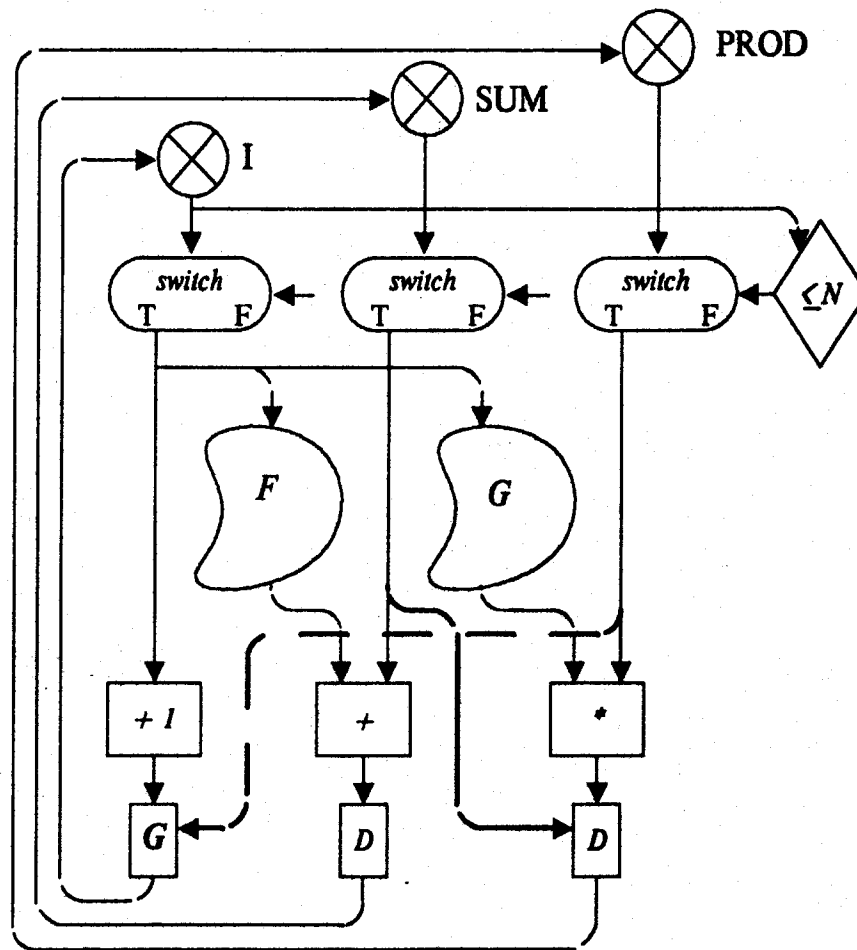 PROD
SUM
I
switch switch switch
T F T F T F
≤N
F G
+ 1 + *
G D D